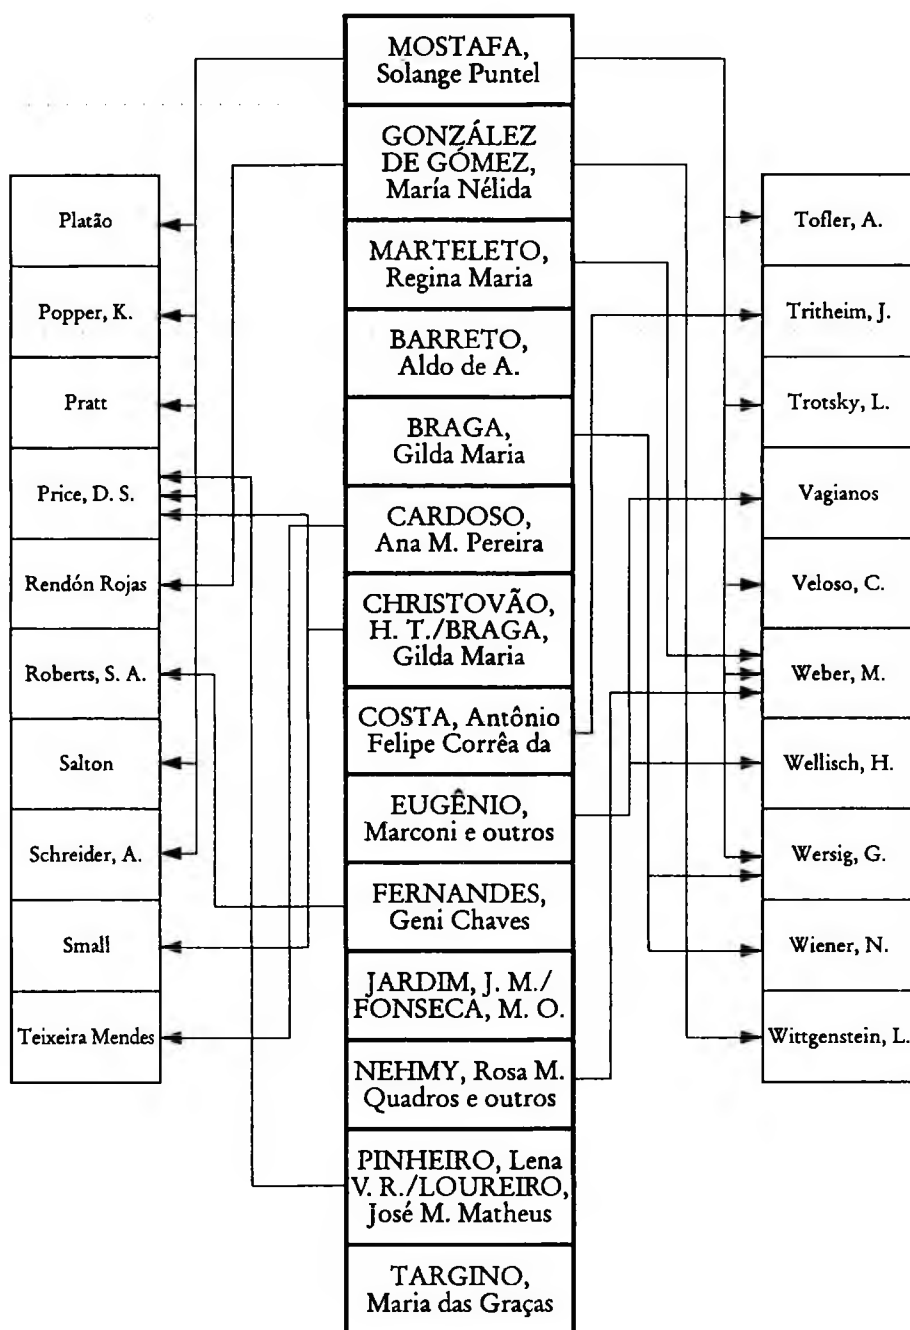 MOSTAFA,
Solange Puntel
GONZÁLEZ
DE GÓMEZ,
María Nélida
MARTELETO,
Regina Maria
BARRETO,
Aldo de A.
BRAGA,
Gilda Maria
CARDOSO,
Ana M. Pereira
CHRISTOVÃO,
H. T./BRAGA,
Gilda Maria
COSTA, Antônio
Felipe Corrêa da
EUGÊNIO,
Marconi e outros
FERNANDES,
Geni Chaves
JARDIM, J. M./
FONSECA, M. O.
NEHMY, Rosa M.
Quadros e outros
PINHEIRO, Lena
V. R./LOUREIRO,
José M. Matheus
TARGINO,
Maria das Graças
Platão
Popper, K.
Pratt
Price, D. S.
Rendón Rojas
Roberts, S. A.
Salton
Schreider, A.
Small
Teixeira Mendes
Tofler, A.
Tritheim, J.
Trotsky, L.
Vagianos
Veloso, C.
Weber, M.
Wellisch, H.
Wersig, G.
Wiener, N.
Wittgenstein, L.